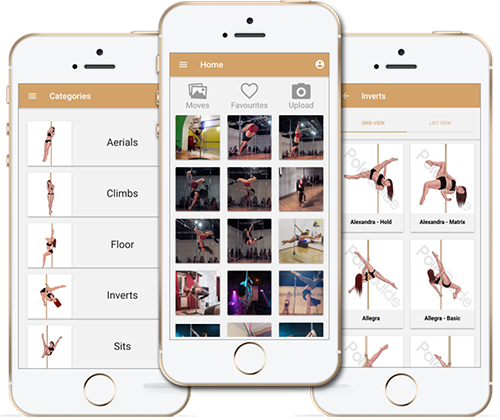 Categories
Aerials
Climbs
Floor
Inverts
Sits
Home
Moves
Favourites
Upload
Inverts
GRID VIEW
LIST VIEW
Alexandra - Hold
Alexandra - Matrix
Allegra
Allegra - Basic